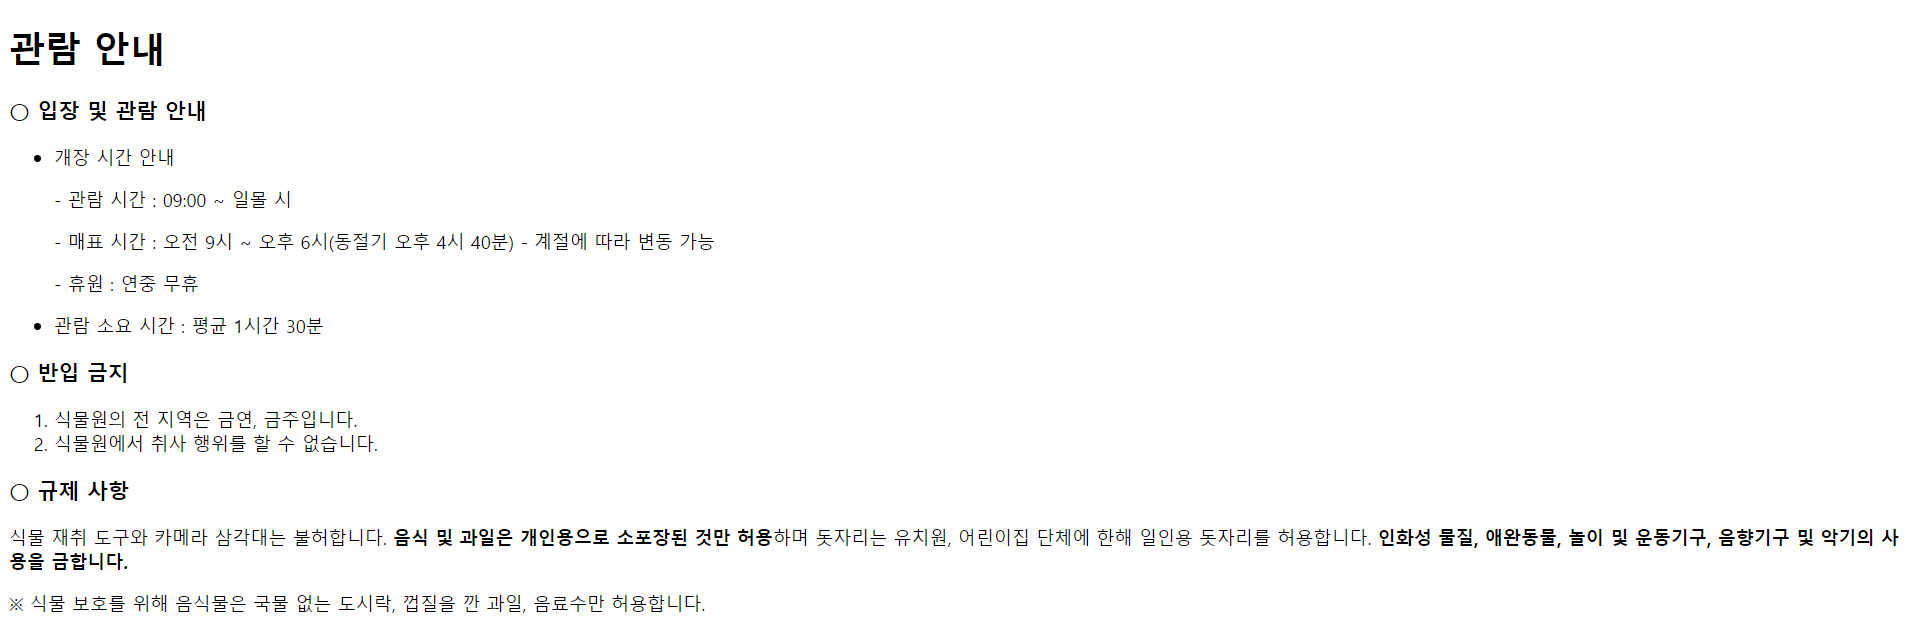 관람 안내
○ 입장 및 관람 안내
• 개장 시간 안내
- 관람 시간 : 09:00 ~ 일몰 시
- 매표 시간 : 오전 9시 ~ 오후 6시(동절기 오후 4시 40분) - 계절에 따라 변동 가능
- 휴원 : 연중 무휴
• 관람 소요 시간 : 평균 1시간 30분
○ 반입 금지
1. 식물원의 전 지역은 금연, 금주입니다.
2. 식물원에서 취사 행위를 할 수 없습니다.
○ 규제 사항
식물 재취 도구와 카메라 삼각대는 불허합니다. 음식 및 과일은 개인용으로 소포장된 것만 허용하며 돗자리는 유치원, 어린이집 단체에 한해 일인용 돗자리를 허용합니다. 인화성 물질, 애완동물, 놀이 및 운동기구, 음향기구 및 악기의 사
용을 금합니다.
※ 식물 보호를 위해 음식물은 국물 없는 도시락, 껍질을 깐 과일, 음료수만 허용합니다.